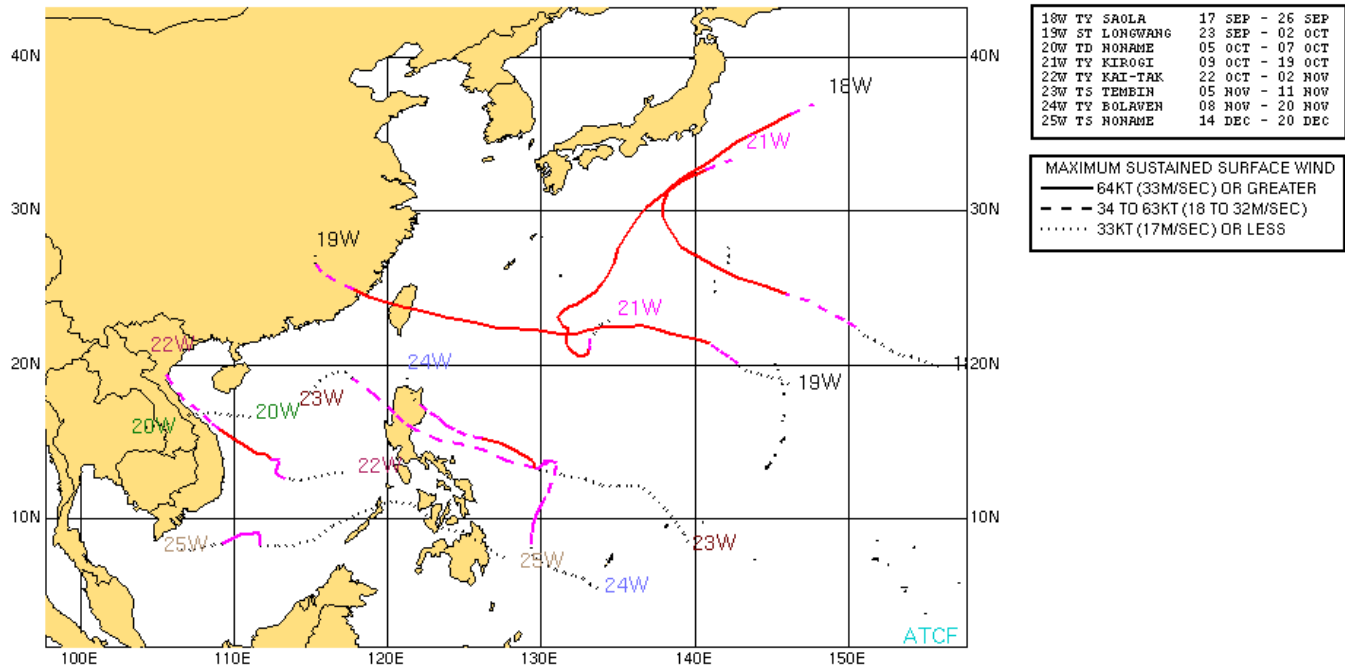 18W TY SAOLA 17 SEP - 26 SEP
19W ST LONGWANG 23 SEP - 02 OCT
20W TD NONAME 05 OCT - 07 OCT
21W TY KIROGI 09 OCT - 19 OCT
22W TY KAI-TAK 22 OCT - 02 NOV
23W TS TEMBIN 05 NOV - 11 NOV
24W TY BOLAVEN 08 NOV - 20 NOV
25W TS NONAME 14 DEC - 20 DEC
MAXIMUM SUSTAINED SURFACE WIND
64KT (33M/SEC) OR GREATER
34 TO 63KT (18 TO 32M/SEC)
33KT (17M/SEC) OR LESS
40N
40N
18W
21W
30N
30N
19W
21W
22W
24W
20N
120N
19W
23W
20W
20W
22W
10N
10N
25W
25W
23W
24W
ATCF
100E
110E
120E
130E
140E
150E